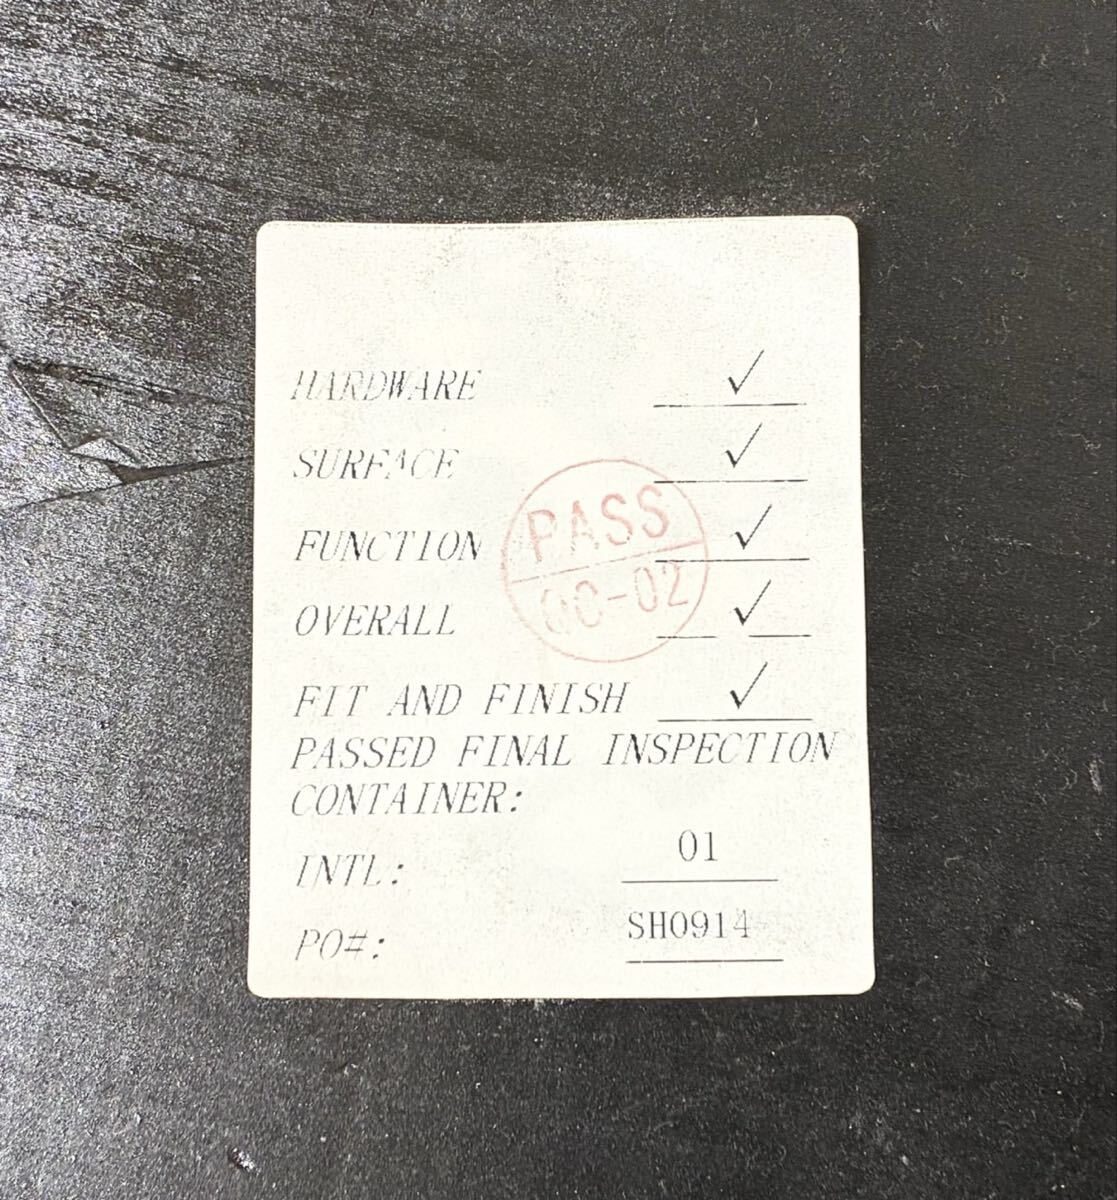 HARDWARE ✓
SURFACE ✓
PASS
FUNCTION ✓
QC-02
OVERALL ✓
FIT AND FINISH ✓
PASSED FINAL INSPECTION
CONTAINER:
INTL: 01
PO#: SH0914